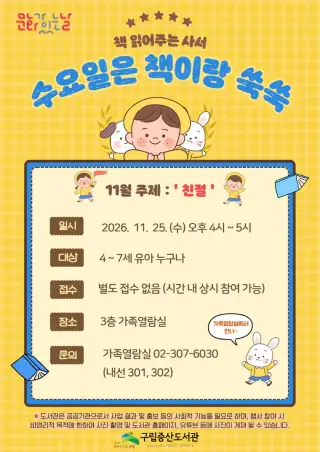 문화가 있는 날
책 읽어주는 사서
수요일은 책이랑 쑥쑥
11월 주제 : ' 친절 '
일시 2026. 11. 25. (수) 오후 4시 ~ 5시
대상 4 ~ 7세 유아 누구나
접수 별도 접수 없음 (시간 내 상시 참여 가능)
장소 3층 가족열람실
가족열람실에서
만나~
문의 가족열람실 02-307-6030
(내선 301, 302)
※ 도서관은 공공기관으로서 사업 결과 및 홍보 등의 사회적 기능을 필요로 하며, 행사 참여 시
비영리적 목적에 한하여 사진 촬영 및 도서관 홈페이지, 유튜브 등에 사진이 게재 될 수 있습니다.
구립증산도서관